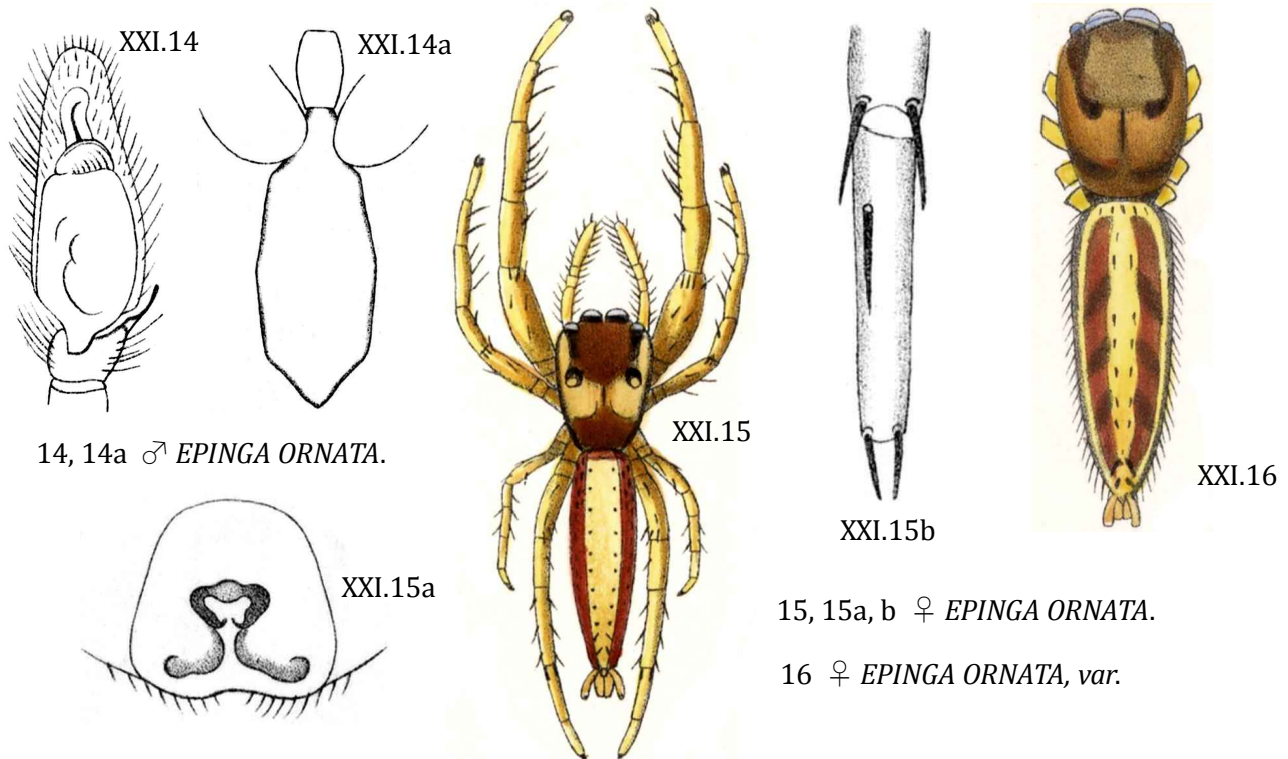 XXI.14
XXI.14a
14, 14a ♂ EPINGA ORNATA.
XXI.15a
XXI.15
XXI.15b
XXI.16
15, 15a, b ♀ EPINGA ORNATA.
16 ♀ EPINGA ORNATA, var.